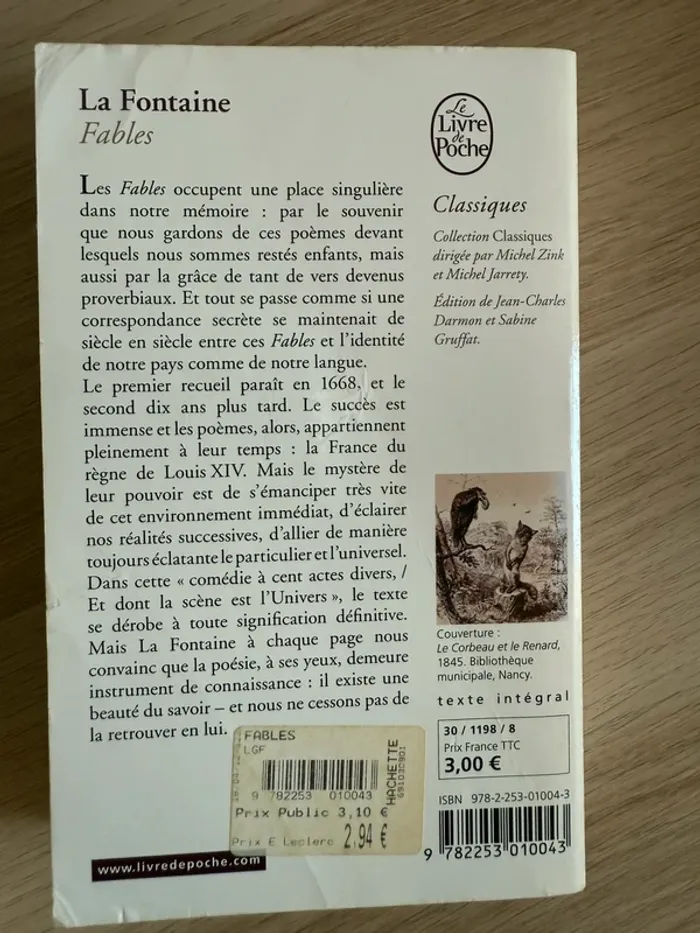 La Fontaine
Fables
Les Fables occupent une place singulière
dans notre mémoire : par le souvenir
que nous gardons de ces poèmes devant
lesquels nous sommes restés enfants, mais
aussi par la grâce de tant de vers devenus
proverbiaux. Et tout se passe comme si une
correspondance secrète se maintenait de
siècle en siècle entre ces Fables et l'identité
de notre pays comme de notre langue.
Le premier recueil paraît en 1668, et le
second dix ans plus tard. Le succès est
immense et les poèmes, alors, appartiennent
pleinement à leur temps : la France du
règne de Louis XIV. Mais le mystère de
leur pouvoir est de s'émanciper très vite
de cet environnement immédiat, d'éclairer
nos réalités successives, d'allier de manière
toujours éclatante le particulier et l'universel.
Dans cette « comédie à cent actes divers, /
Et dont la scène est l'Univers », le texte
se dérobe à toute signification définitive.
Mais La Fontaine à chaque page nous
convainc que la poésie, à ses yeux, demeure
instrument de connaissance : il existe une
beauté du savoir – et nous ne cessons pas de
la retrouver en lui.
Le
Livre
de
Poche
Classiques
Collection Classiques
dirigée par Michel Zink
et Michel Jarrety.
Édition de Jean-Charles
Darmon et Sabine
Gruffat.
Couverture :
Le Corbeau et le Renard,
1845. Bibliothèque
municipale, Nancy.
texte intégral
30 / 1198 / 8
Prix France TTC
3,00 €
ISBN 978-2-253-01004-3
9 782253 010043
FABLES
LGF
9 782253 010043
HACHETTE
69103C901
Prix Public 3,10 €
Prix E Leclerc 2,94 €
www.livredepoche.com